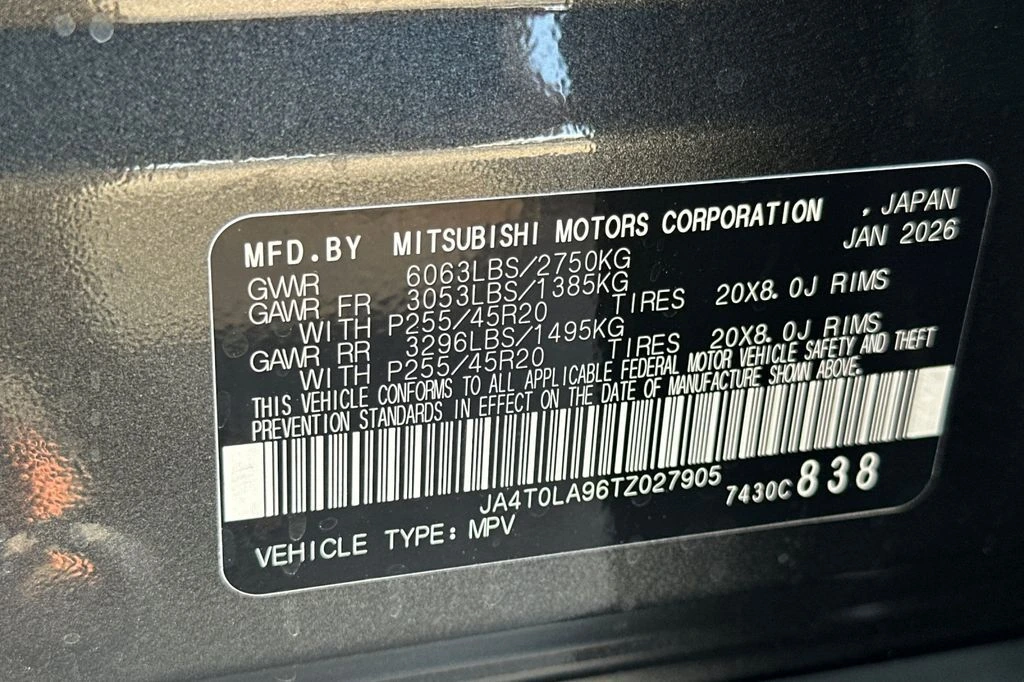 MFD.BY MITSUBISHI MOTORS CORPORATION , JAPAN
JAN 2026
GVWR 6063LBS/2750KG
GAWR FR 3053LBS/1385KG
WITH P255/45R20 TIRES 20X8.0J RIMS
GAWR RR 3296LBS/1495KG
WITH P255/45R20 TIRES 20X8.0J RIMS
THIS VEHICLE CONFORMS TO ALL APPLICABLE FEDERAL MOTOR VEHICLE SAFETY AND THEFT
PREVENTION STANDARDS IN EFFECT ON THE DATE OF MANUFACTURE SHOWN ABOVE.
JA4T0LA96TZ027905 7430C 838
VEHICLE TYPE: MPV